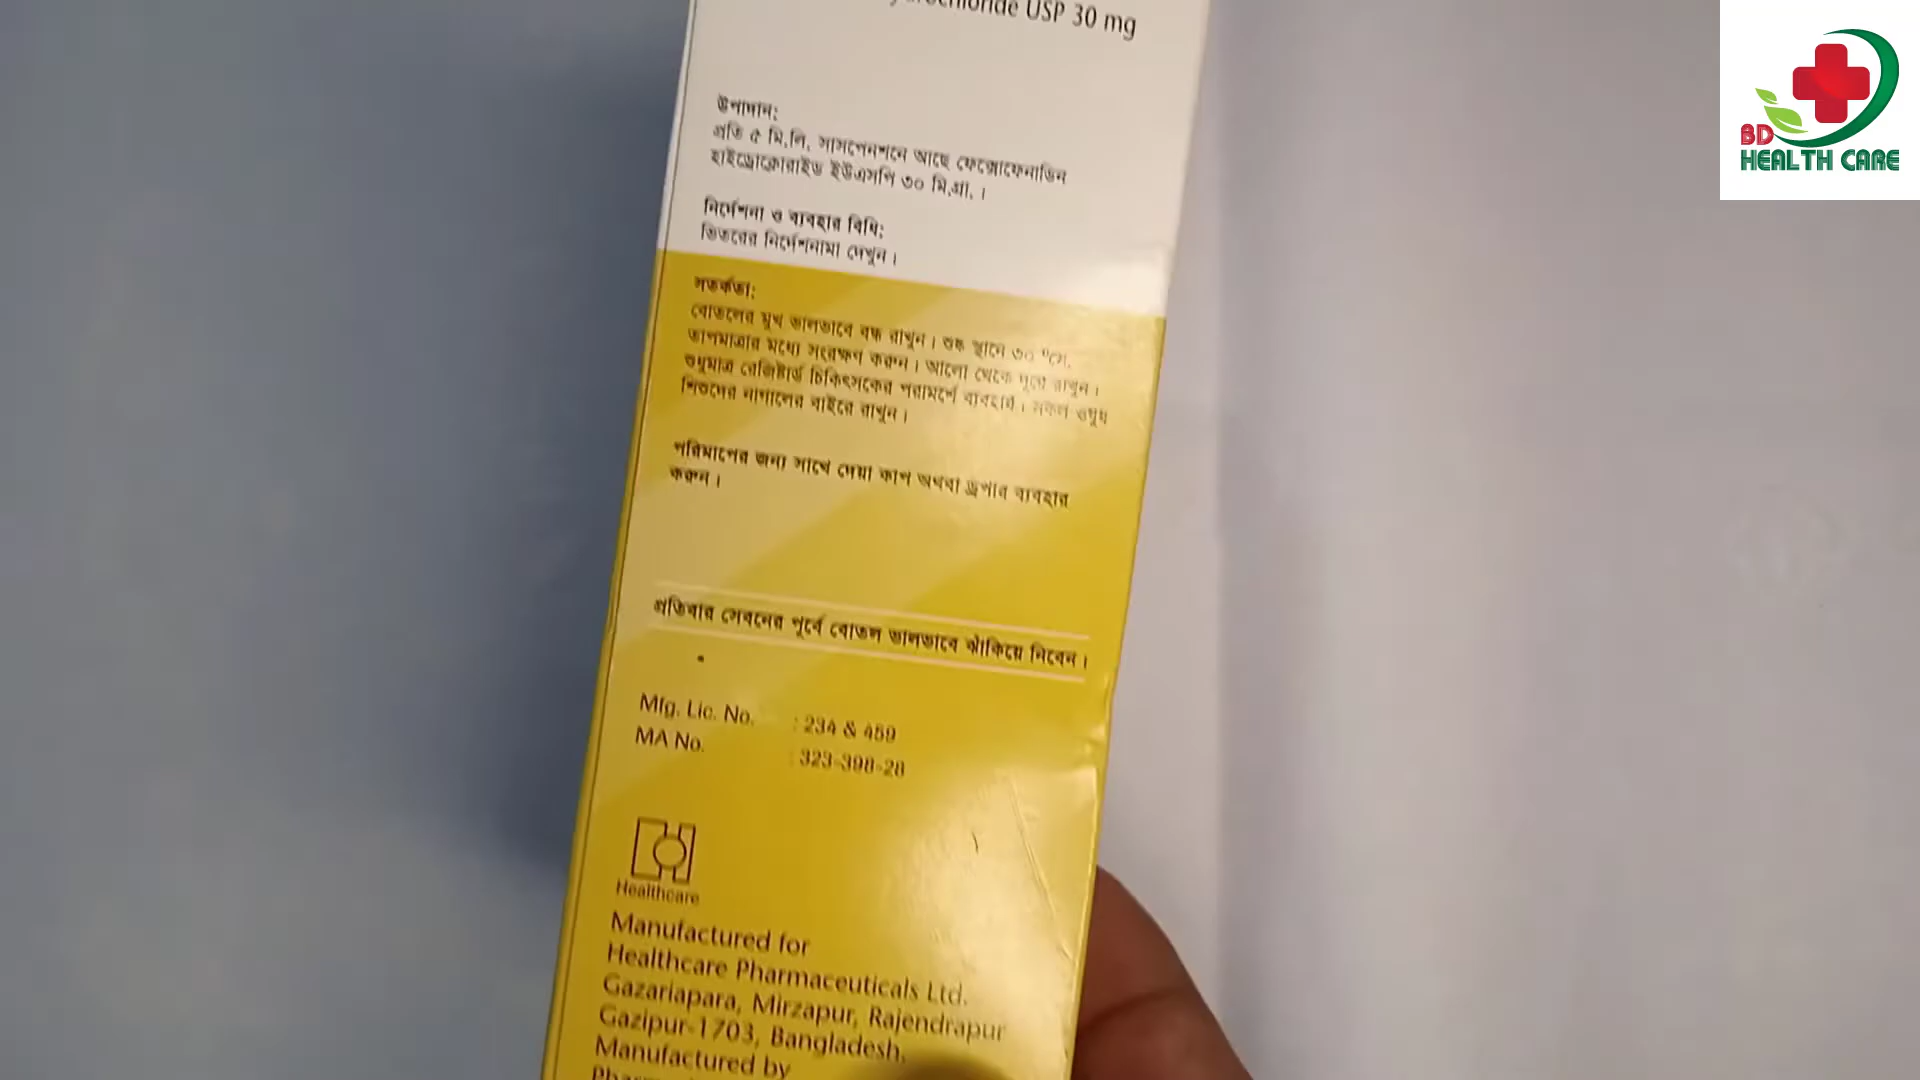 USP 30 mg
উপাদান:
প্রতি ৫ মি.লি. সাসপেনশনে আছে ফেক্সোফেনাডিন
হাইড্রোক্লোরাইড ইউএসপি ৩০ মি.গ্রা. ।
নির্দেশনা ও ব্যবহার বিধি:
ভিতরের নির্দেশনামা দেখুন ।
সতর্কতা:
বোতলের মুখ ভালভাবে বন্ধ রাখুন । শুষ্ক স্থানে ৩০ °সে.
তাপমাত্রার মধ্যে সংরক্ষণ করুন । আলো থেকে দূরে রাখুন ।
শুধুমাত্র রেজিষ্টার্ড চিকিৎসকের পরামর্শে ব্যবহার্য । সকল ওষুধ
শিশুদের নাগালের বাইরে রাখুন ।
পরিমাপের জন্য সাথে দেয়া কাপ অথবা ড্রপার ব্যবহার
করুন ।
প্রতিবার সেবনের পূর্বে বোতল ভালভাবে ঝাঁকিয়ে নিবেন ।
Mfg. Lic. No. : 234 & 459
MA No. : 323-398-28
Healthcare
Manufactured for
Healthcare Pharmaceuticals Ltd.
Gazariapara, Mirzapur, Rajendrapur
Gazipur-1703, Bangladesh.
Manufactured by
BD
HEALTH CARE